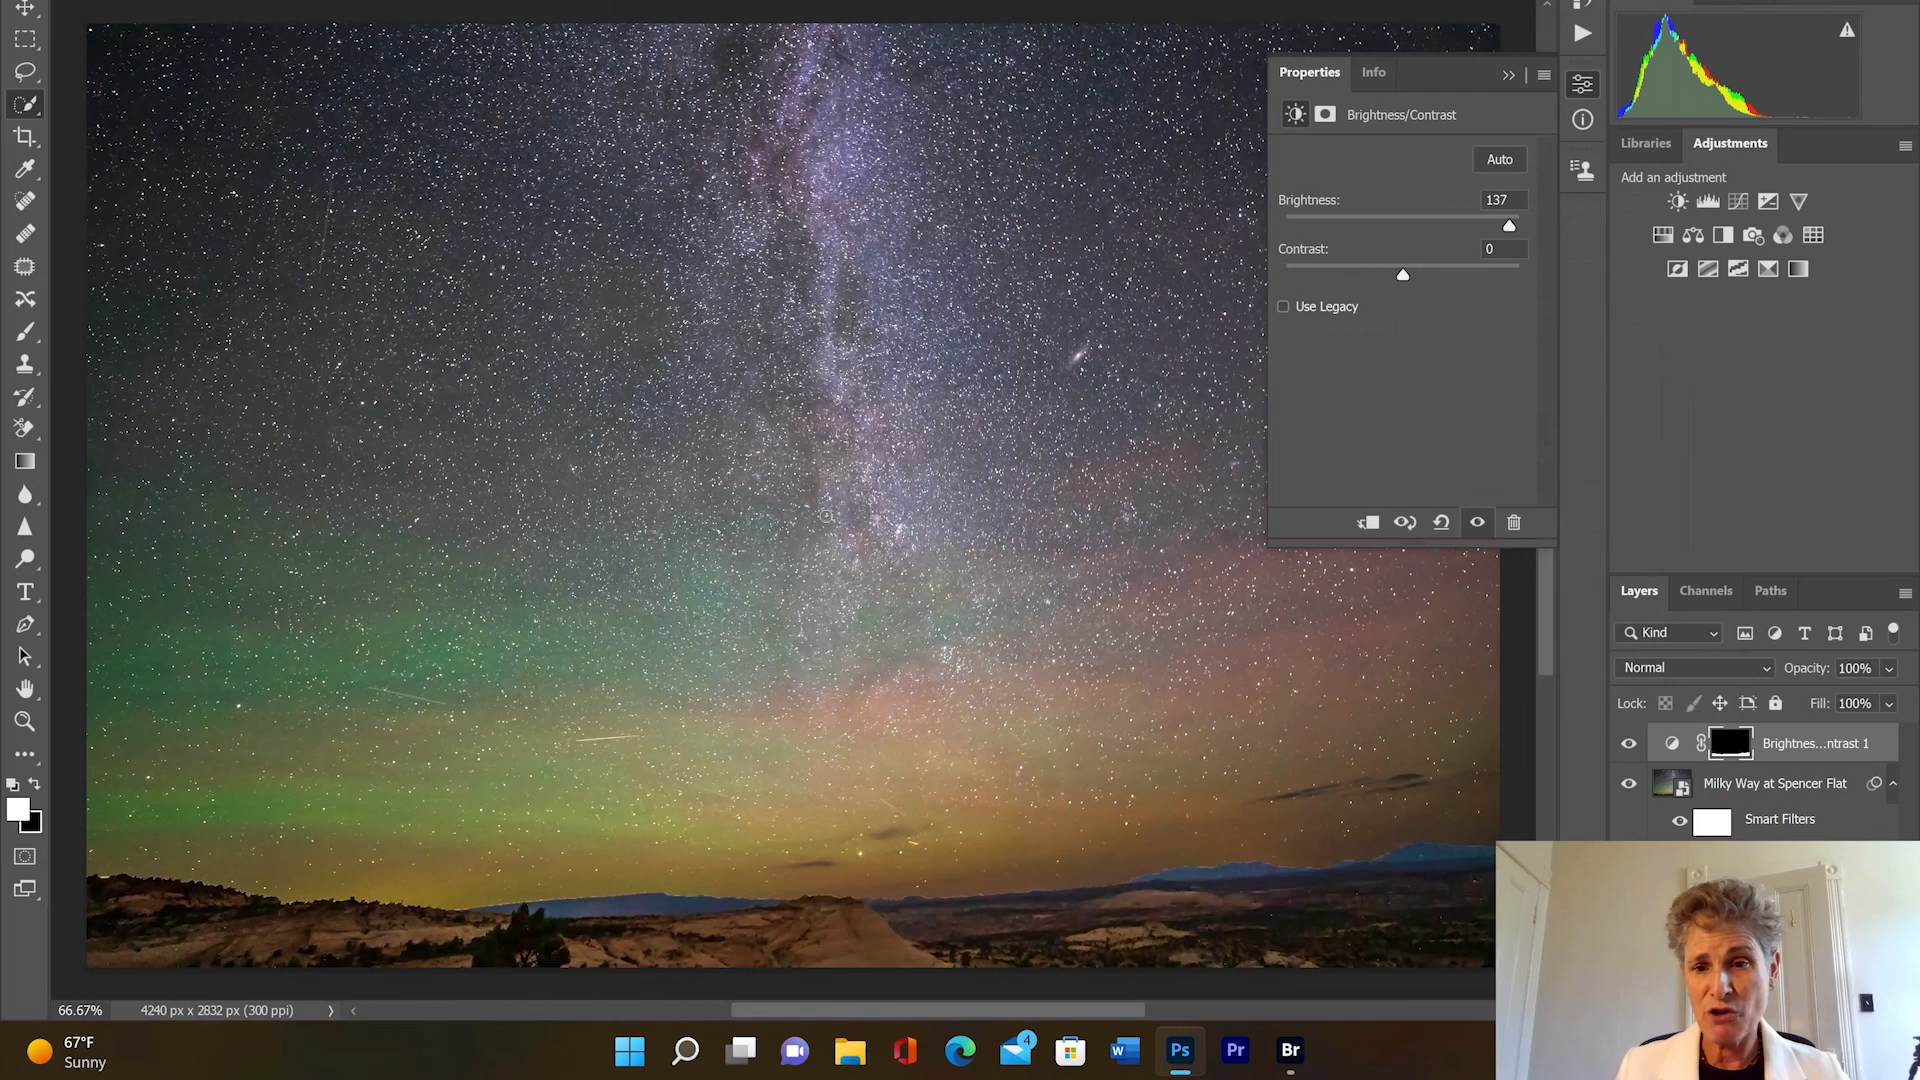 Properties
Info
Brightness/Contrast
Auto
Brightness:
137
Contrast:
0
Use Legacy
Libraries
Adjustments
Add an adjustment
Layers
Channels
Paths
Kind
Normal
Opacity:
100%
Lock:
Fill:
100%
Brightnes...ntrast 1
Milky Way at Spencer Flat
Smart Filters
66.67%
4240 px x 2832 px (300 ppi)
67°F
Sunny
4
W
Ps
Pr
Br